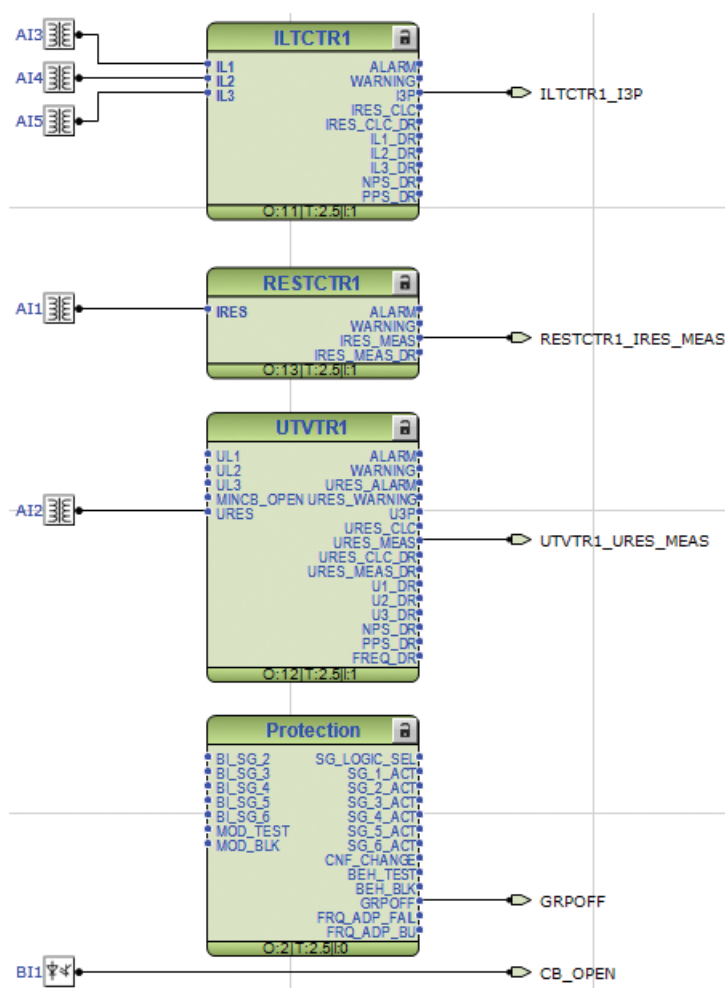 ILTCTR1
AI3
IL1 ALARM
AI4 IL2 WARNING
IL3 I3P ILTCTR1_I3P
IRES_CLC
AI5 IRES_CLC_DR
IL1_DR
IL2_DR
IL3_DR
NPS_DR
PPS_DR
O:11|T:2.5|I:1
RESTCTR1
AI1 IRES ALARM
WARNING
IRES_MEAS RESTCTR1_IRES_MEAS
IRES_MEAS_DR
O:13|T:2.5|I:1
UTVTR1
UL1 ALARM
UL2 WARNING
UL3 URES_ALARM
MINCB_OPEN URES_WARNING
AI2 URES U3P
URES_CLC
URES_MEAS UTVTR1_URES_MEAS
URES_CLC_DR
URES_MEAS_DR
U1_DR
U2_DR
U3_DR
NPS_DR
PPS_DR
FREQ_DR
O:12|T:2.5|I:1
Protection
BI_SG_2 SG_LOGIC_SEL
BI_SG_3 SG_1_ACT
BI_SG_4 SG_2_ACT
BI_SG_5 SG_3_ACT
BI_SG_6 SG_4_ACT
MOD_TEST SG_5_ACT
MOD_BLK SG_6_ACT
CNF_CHANGE
BEH_TEST
BEH_BLK
GRPOFF GRPOFF
FRQ_ADP_FAIL
FRQ_ADP_BU
O:2|T:2.5|I:0
BI1 CB_OPEN